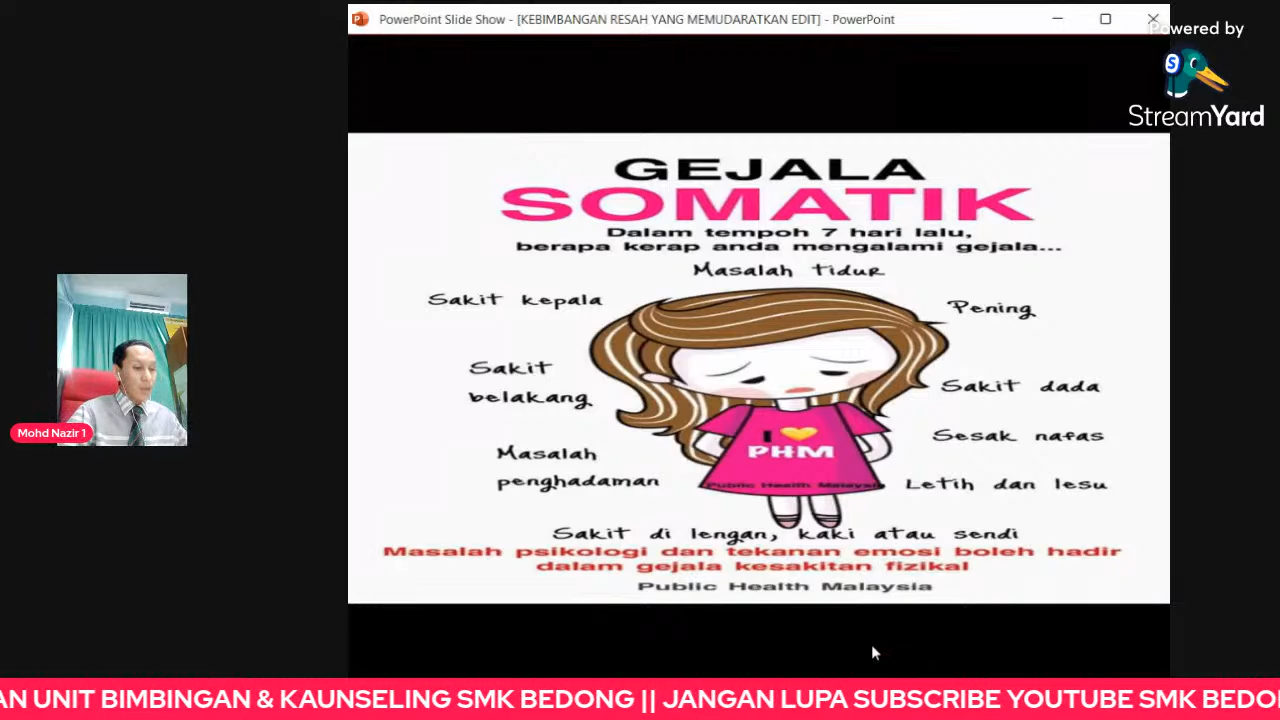 PowerPoint Slide Show - [KEBIMBANGAN RESAH YANG MEMUDARATKAN EDIT] - PowerPoint
Powered by
S
StreamYard
GEJALA
SOMATIK
Dalam tempoh 7 hari lalu,
berapa kerap anda mengalami gejala...
Masalah tidur
Sakit kepala
Pening
Sakit
belakang
Sakit dada
Sesak nafas
Masalah
penghadaman
Letih dan lesu
I
PHM
Public Health Malaysia
Sakit di lengan, kaki atau sendi
Masalah psikologi dan tekanan emosi boleh hadir
dalam gejala kesakitan fizikal
Public Health Malaysia
Mohd Nazir 1
AN UNIT BIMBINGAN & KAUNSELING SMK BEDONG || JANGAN LUPA SUBSCRIBE YOUTUBE SMK BEDO